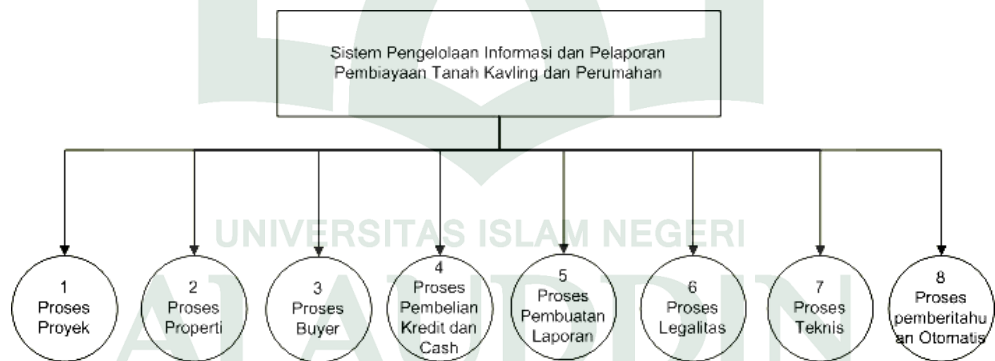 Sistem Pengelolaan Informasi dan Pelaporan
Pembiayaan Tanah Kavling dan Perumahan
UNIVERSITAS ISLAM NEGERI
ALAUDDIN
1
Proses
Proyek
2
Proses
Properti
3
Proses
Buyer
4
Proses
Pembelian
Kredit dan
Cash
5
Proses
Pembuatan
Laporan
6
Proses
Legalitas
7
Proses
Teknis
8
Proses
pemberitahu
an Otomatis